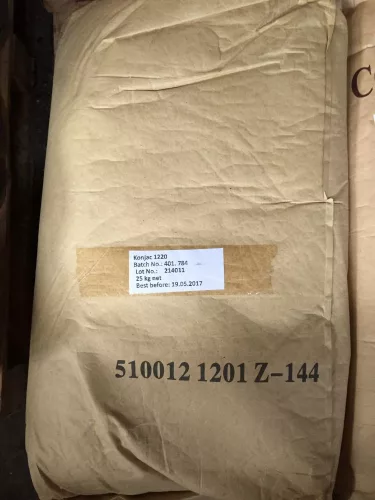 Konjac 1220
Batch No.: 401. 784
Lot No.: 214011
25 kg net
Best before: 19.05.2017
510012 1201 Z-144